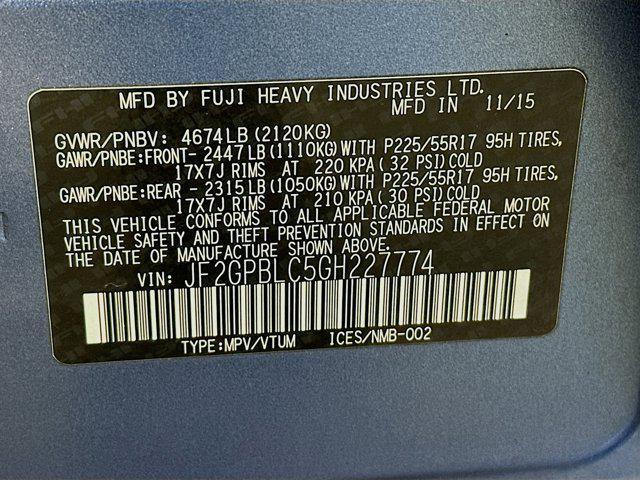 MFD BY FUJI HEAVY INDUSTRIES LTD.
MFD IN 11/15
GVWR/PNBV: 4674LB(2120KG)
GAWR/PNBE:FRONT- 2447LB(1110KG)WITH P225/55R17 95H TIRES,
17X7J RIMS AT 220 KPA(32 PSI)COLD
GAWR/PNBE:REAR - 2315LB(1050KG)WITH P225/55R17 95H TIRES,
17X7J RIMS AT 210 KPA(30 PSI)COLD
THIS VEHICLE CONFORMS TO ALL APPLICABLE FEDERAL MOTOR
VEHICLE SAFETY AND THEFT PREVENTION STANDARDS IN EFFECT ON
THE DATE OF MANUFACTURE SHOWN ABOVE.
VIN: JF2GPBLC5GH227774
TYPE:MPV/VTUM ICES/NMB-002